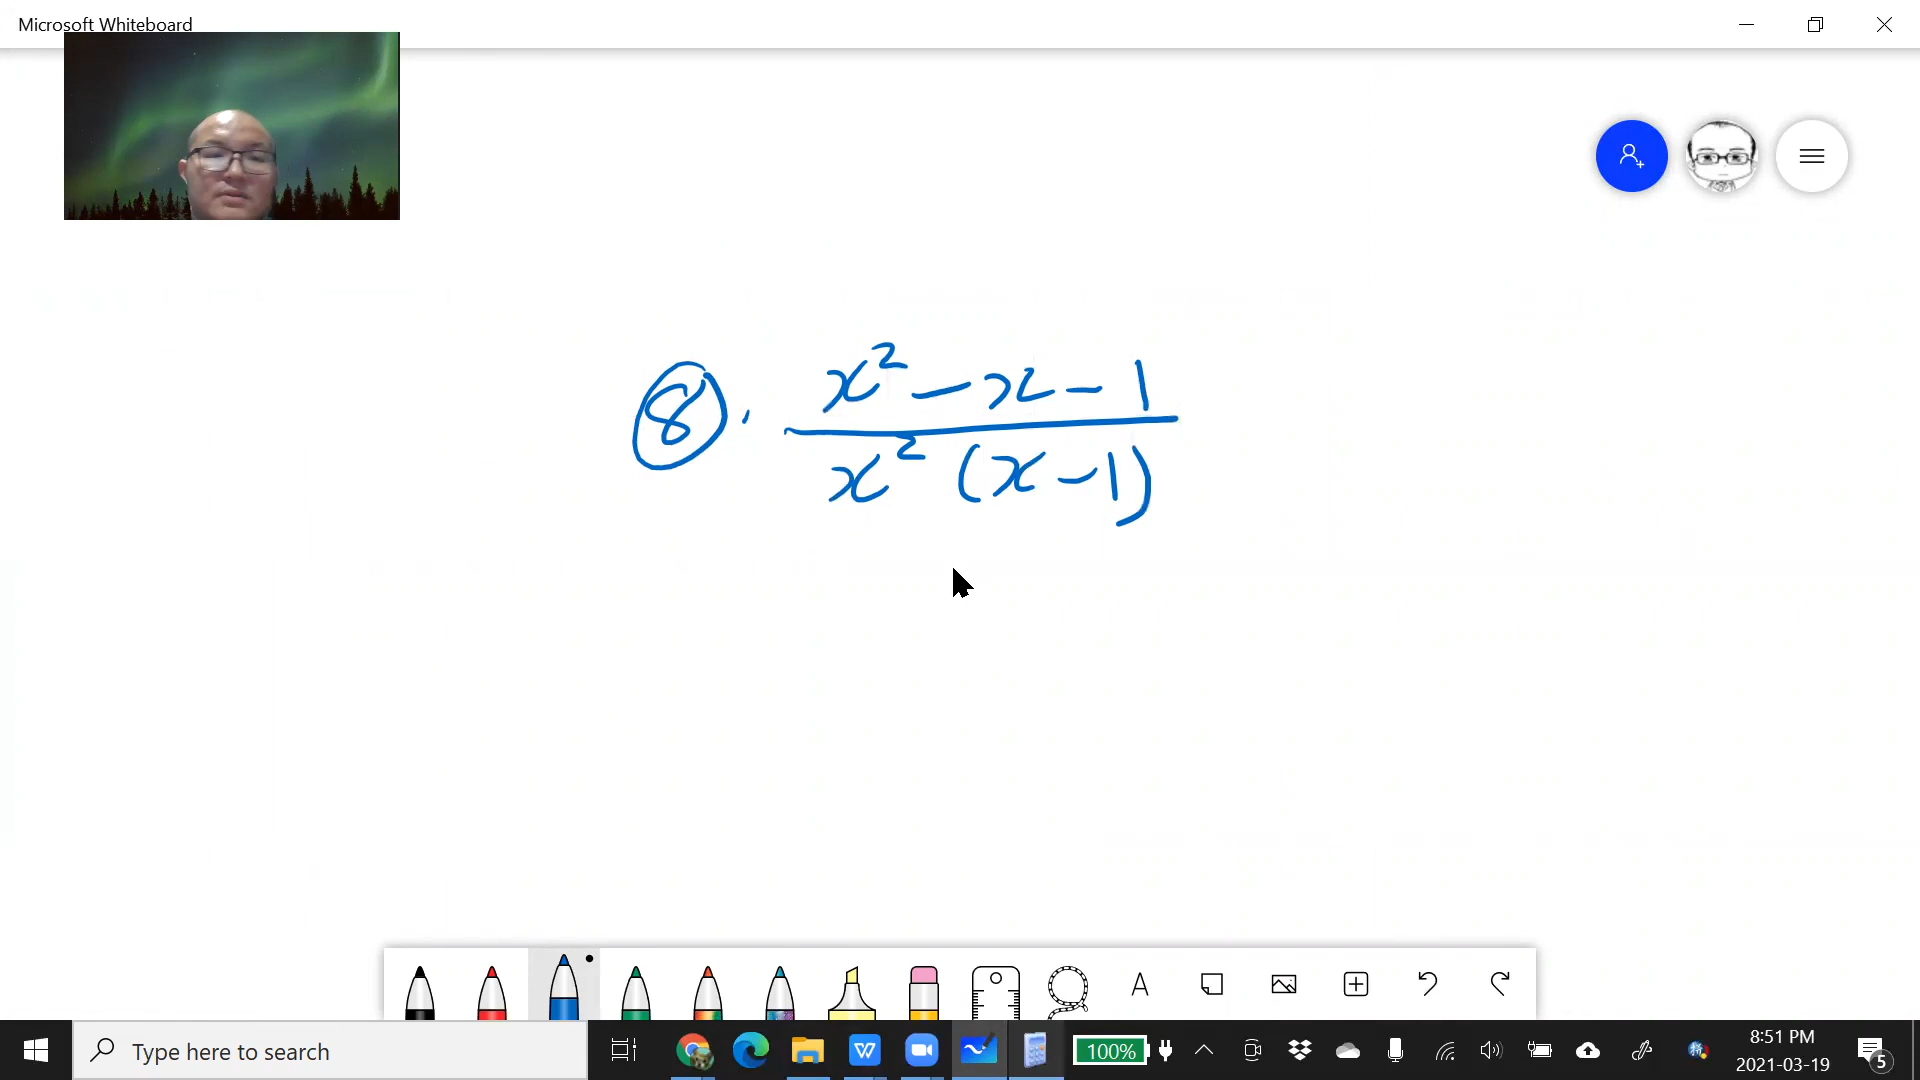 Microsoft Whiteboard
⑧. x² - x - 1
x² (x - 1)
A
Type here to search
W
100%
8:51 PM
2021-03-19
5